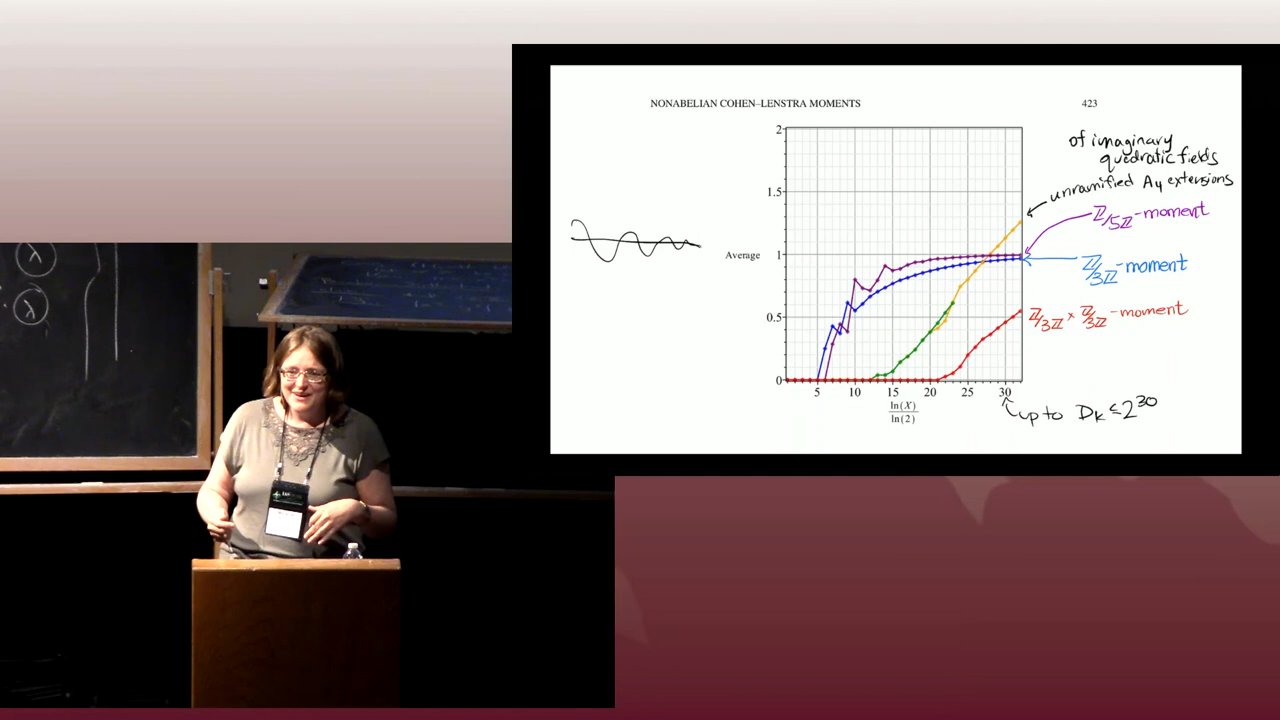 NONABELIAN COHEN–LENSTRA MOMENTS 423
2
of imaginary
quadratic fields
unramified A4 extensions
1.5
ℤ/5ℤ-moment
Average
1
ℤ/3ℤ-moment
0.5
ℤ/3ℤ × ℤ/3ℤ-moment
0
5 10 15 20 25 30
ln(X)
ln(2)
up to DK ≤ 2^30
λ
λ